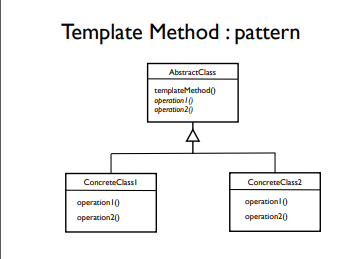 Template Method : pattern
AbstractClass
templateMethod()
operation1()
operation2()
ConcreteClass1
operation1()
operation2()
ConcreteClass2
operation1()
operation2()